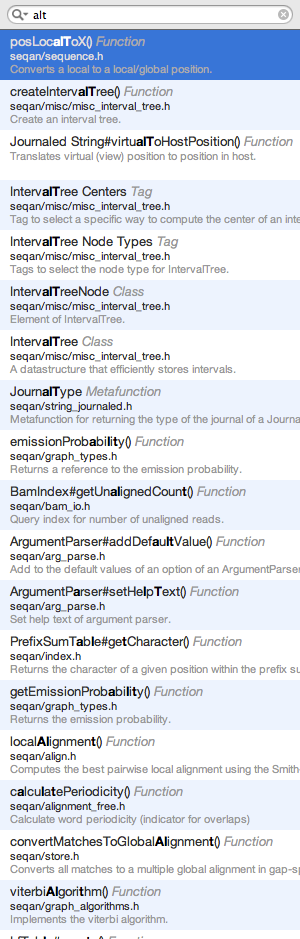 alt
posLocalToX() Function
seqan/sequence.h
Converts a local to a local/global position.
createIntervalTree() Function
seqan/misc/misc_interval_tree.h
Create an interval tree.
Journaled String#virtualToHostPosition() Function
Translates virtual (view) position to position in host.
IntervalTree Centers Tag
seqan/misc/misc_interval_tree.h
Tag to select a specific way to compute the center of an inte
IntervalTree Node Types Tag
seqan/misc/misc_interval_tree.h
Tags to select the node type for IntervalTree.
IntervalTreeNode Class
seqan/misc/misc_interval_tree.h
Element of IntervalTree.
IntervalTree Class
seqan/misc/misc_interval_tree.h
A datastructure that efficiently stores intervals.
JournalType Metafunction
seqan/string_journaled.h
Metafunction for returning the type of the journal of a Journa
emissionProbability() Function
seqan/graph_types.h
Returns a reference to the emission probability.
BamIndex#getUnalignedCount() Function
seqan/bam_io.h
Query index for number of unaligned reads.
ArgumentParser#addDefaultValue() Function
seqan/arg_parse.h
Add to the default values of an option of an ArgumentParser
ArgumentParser#setHelpText() Function
seqan/arg_parse.h
Set help text of argument parser.
PrefixSumTable#getCharacter() Function
seqan/index.h
Returns the character of a given position within the prefix su
getEmissionProbability() Function
seqan/graph_types.h
Returns the emission probability.
localAlignment() Function
seqan/align.h
Computes the best pairwise local alignment using the Smith-
calculatePeriodicity() Function
seqan/alignment_free.h
Calculate word periodicity (indicator for overlaps)
convertMatchesToGlobalAlignment() Function
seqan/store.h
Converts all matches to a multiple global alignment in gap-sp
viterbiAlgorithm() Function
seqan/graph_algorithms.h
Implements the viterbi algorithm.